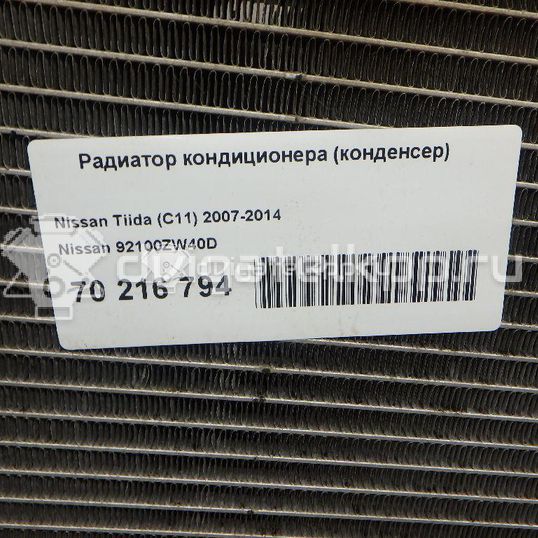 Радиатор кондиционера (конденсер)
Nissan Tiida (C11) 2007-2014
Nissan 92100ZW40D
70 216 794